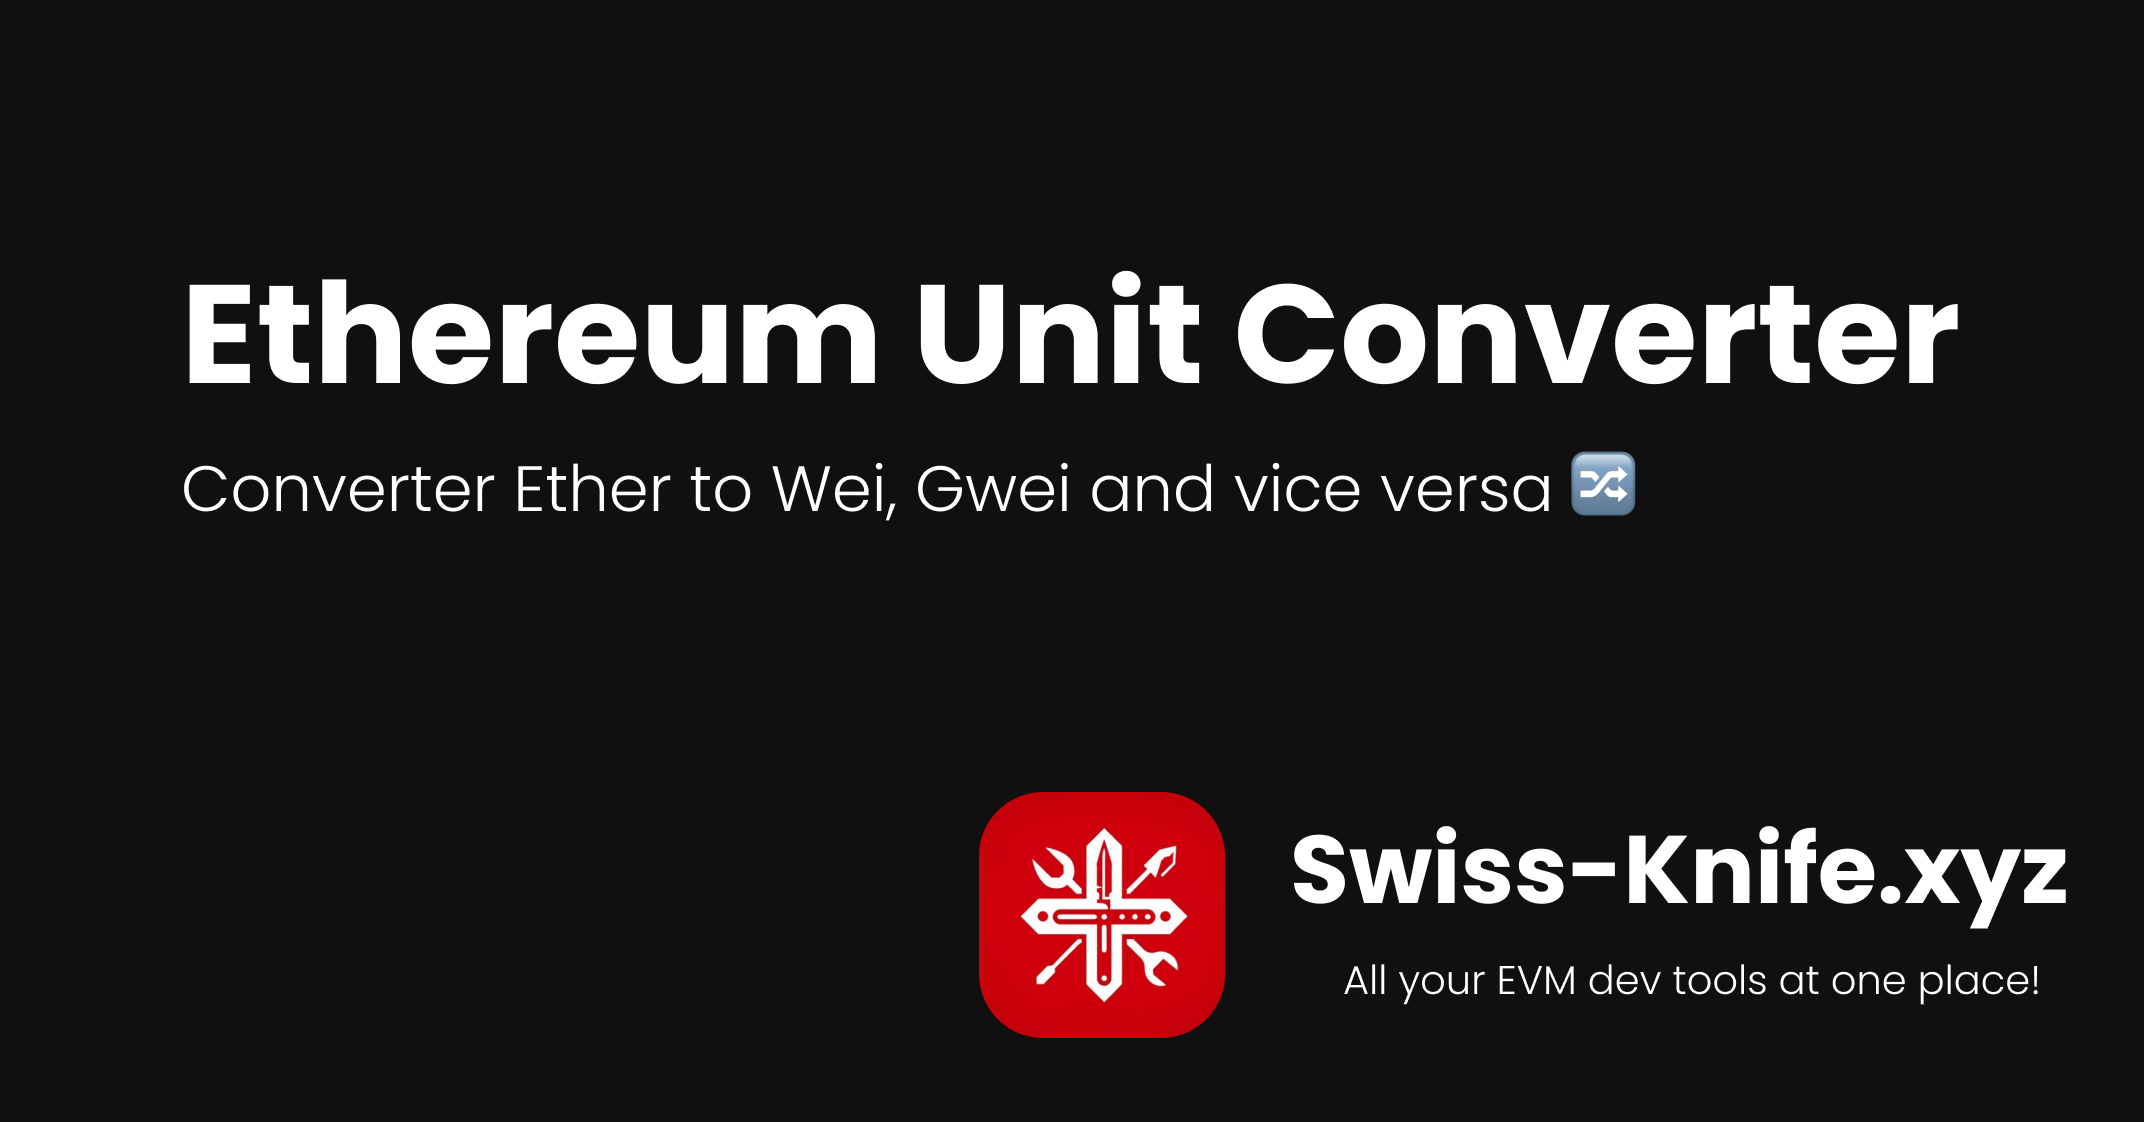 Ethereum Unit Converter
Converter Ether to Wei, Gwei and vice versa 🔀
Swiss-Knife.xyz
All your EVM dev tools at one place!